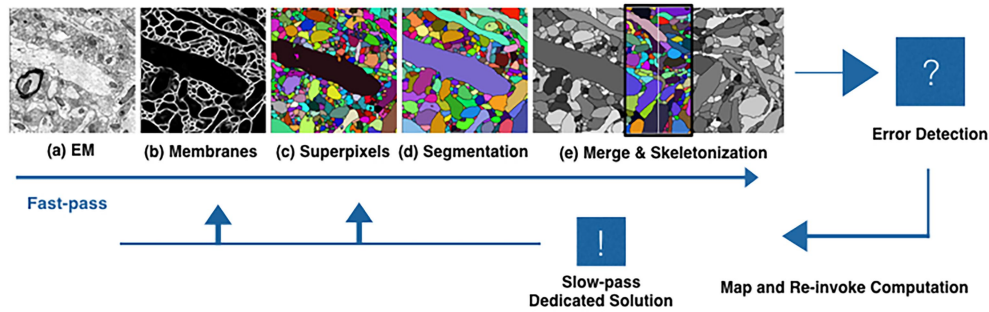 (a) EM
(b) Membranes
(c) Superpixels
(d) Segmentation
(e) Merge & Skeletonization
?
Error Detection
Fast-pass
!
Slow-pass
Dedicated Solution
Map and Re-invoke Computation